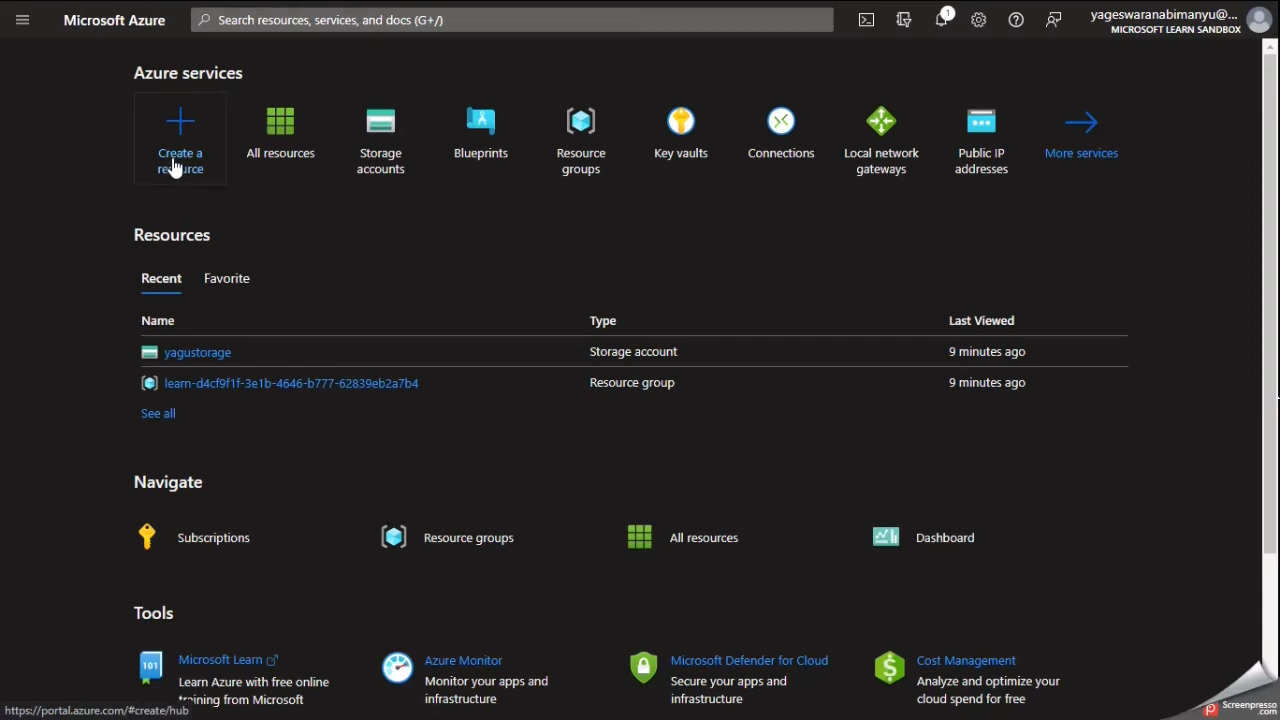 Microsoft Azure
Search resources, services, and docs (G+/)
1
yageswaranabimanyu@...
MICROSOFT LEARN SANDBOX
Azure services
Create a
resource
All resources
Storage
accounts
Blueprints
Resource
groups
Key vaults
Connections
Local network
gateways
Public IP
addresses
More services
Resources
Recent
Favorite
Name
Type
Last Viewed
yagustorage
Storage account
9 minutes ago
learn-d4cf9f1f-3e1b-4646-b777-62839eb2a7b4
Resource group
9 minutes ago
See all
Navigate
Subscriptions
Resource groups
All resources
Dashboard
Tools
101
Microsoft Learn
Learn Azure with free online
training from Microsoft
Azure Monitor
Monitor your apps and
infrastructure
Microsoft Defender for Cloud
Secure your apps and
infrastructure
$
Cost Management
Analyze and optimize your
cloud spend for free
https://portal.azure.com/#create/hub
Screenpresso
.com